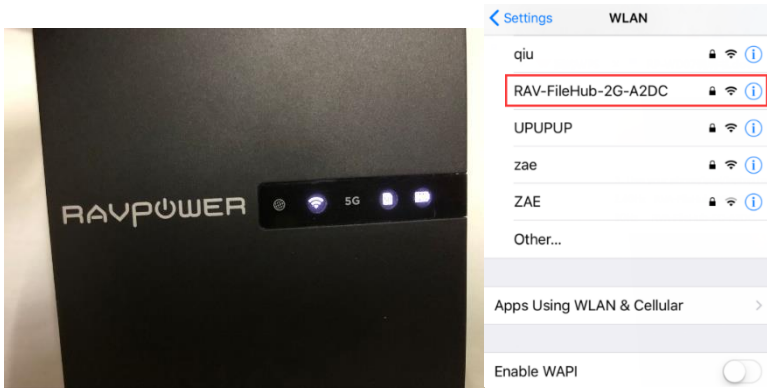 RAVPOWER
5G
Settings
WLAN
qiu
RAV-FileHub-2G-A2DC
UPUPUP
zae
ZAE
Other...
Apps Using WLAN & Cellular
Enable WAPI